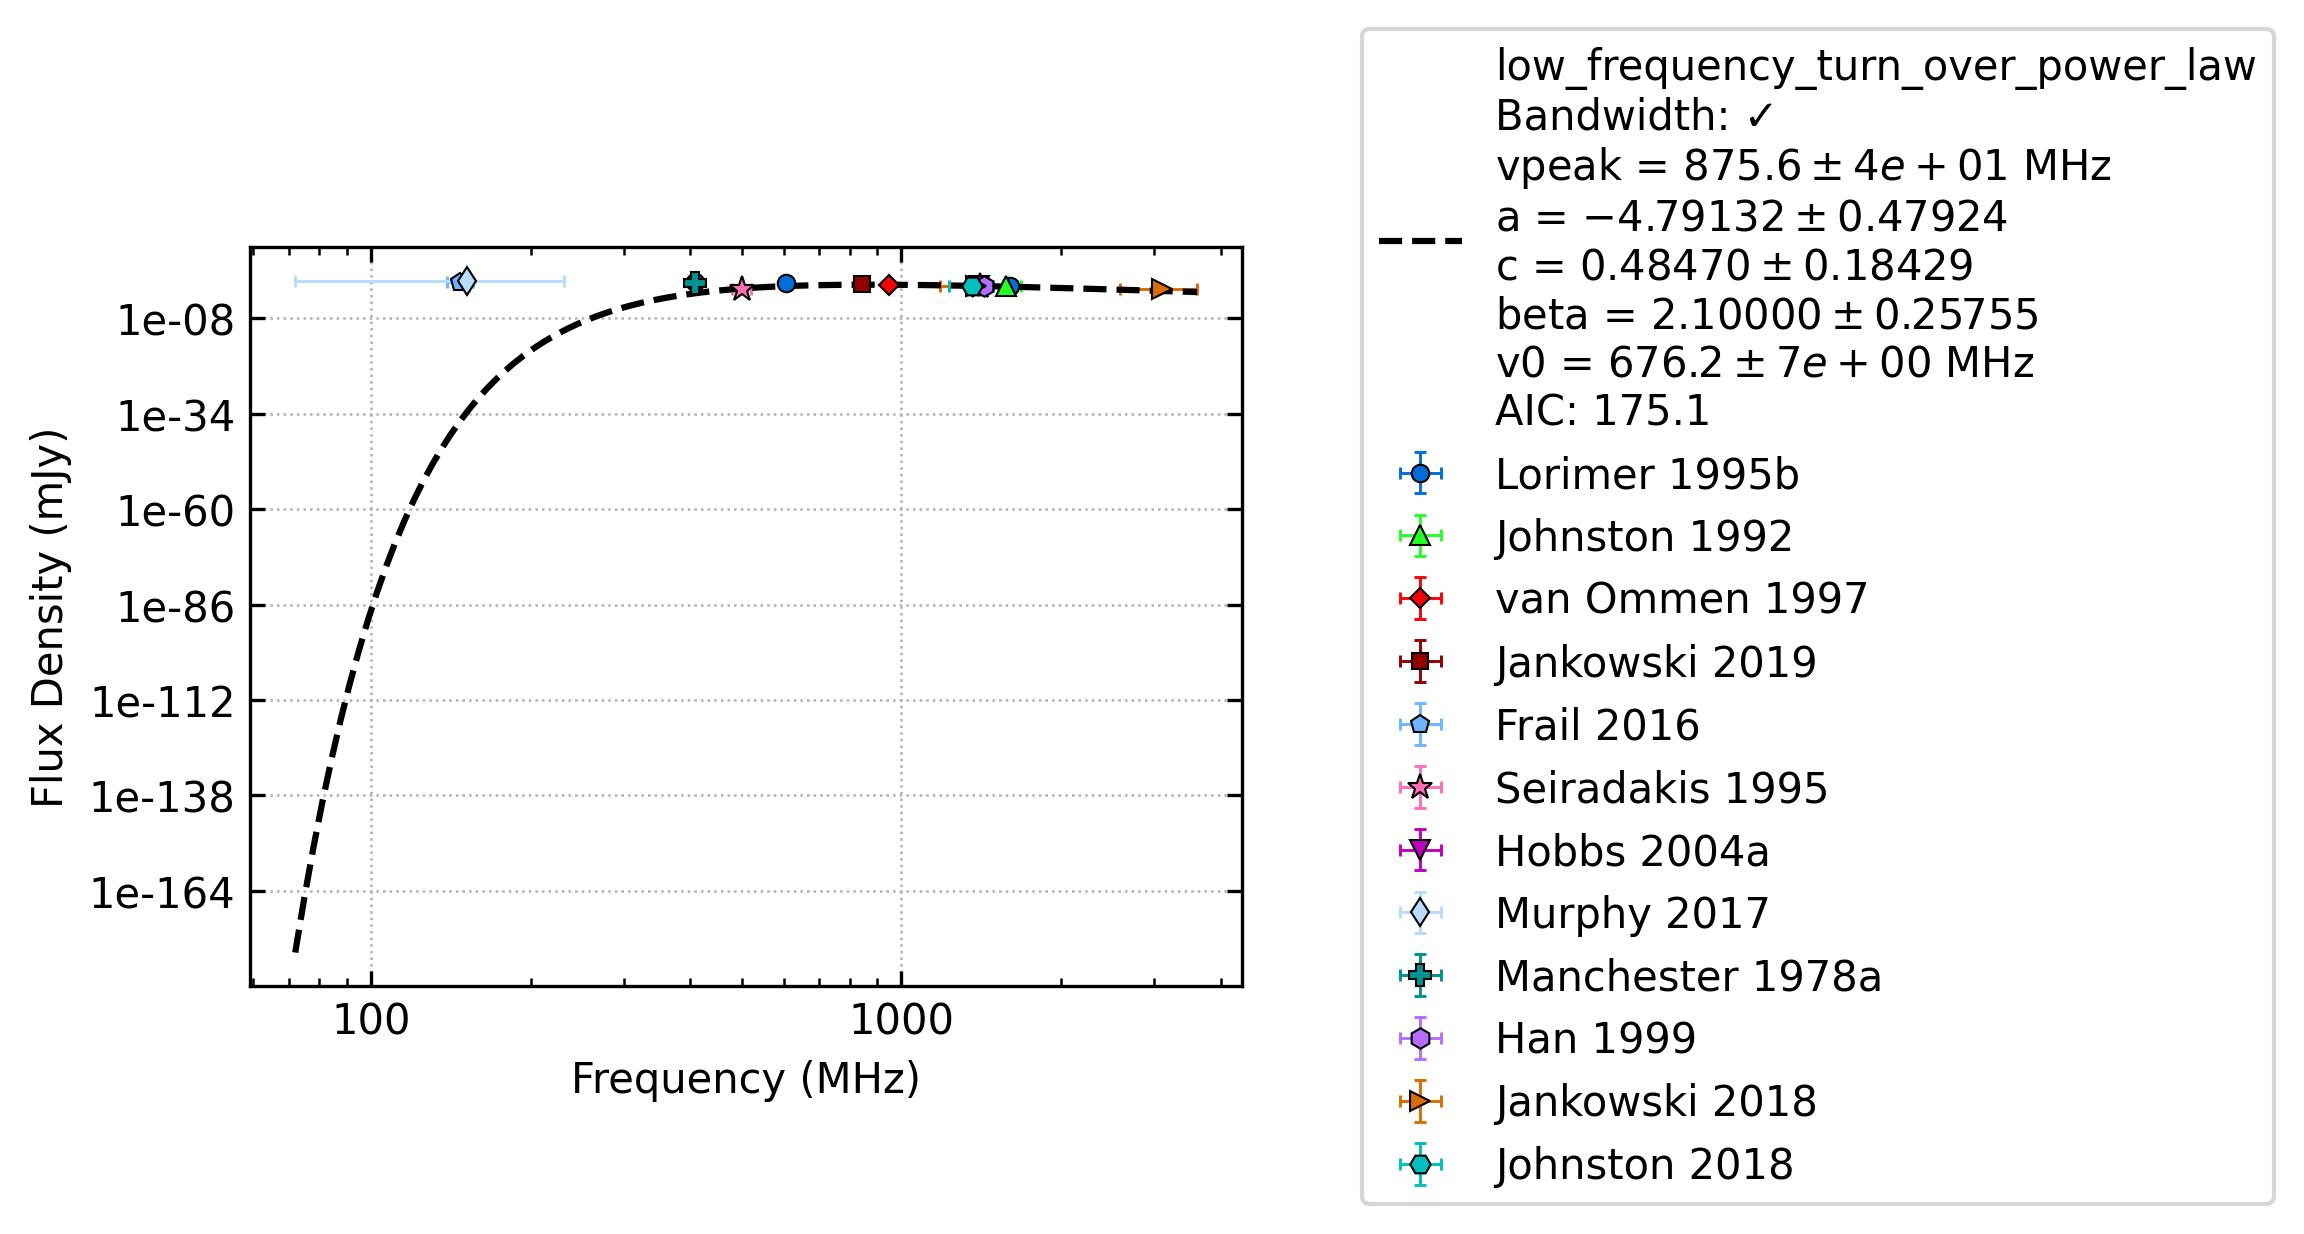 1e-08
1e-34
1e-60
1e-86
1e-112
1e-138
1e-164
Flux Density (mJy)
100
1000
Frequency (MHz)
low_frequency_turn_over_power_law
Bandwidth: ✓
vpeak = 875.6 ± 4e + 01 MHz
a = −4.79132 ± 0.47924
c = 0.48470 ± 0.18429
beta = 2.10000 ± 0.25755
v0 = 676.2 ± 7e + 00 MHz
AIC: 175.1
Lorimer 1995b
Johnston 1992
van Ommen 1997
Jankowski 2019
Frail 2016
Seiradakis 1995
Hobbs 2004a
Murphy 2017
Manchester 1978a
Han 1999
Jankowski 2018
Johnston 2018